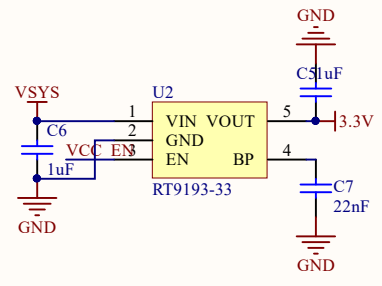 GND
VSYS
U2
C5 1uF
1
VIN
VOUT
5
3.3V
C6
2
GND
VCC_EN
3
EN
BP
4
1uF
RT9193-33
C7
22nF
GND
GND